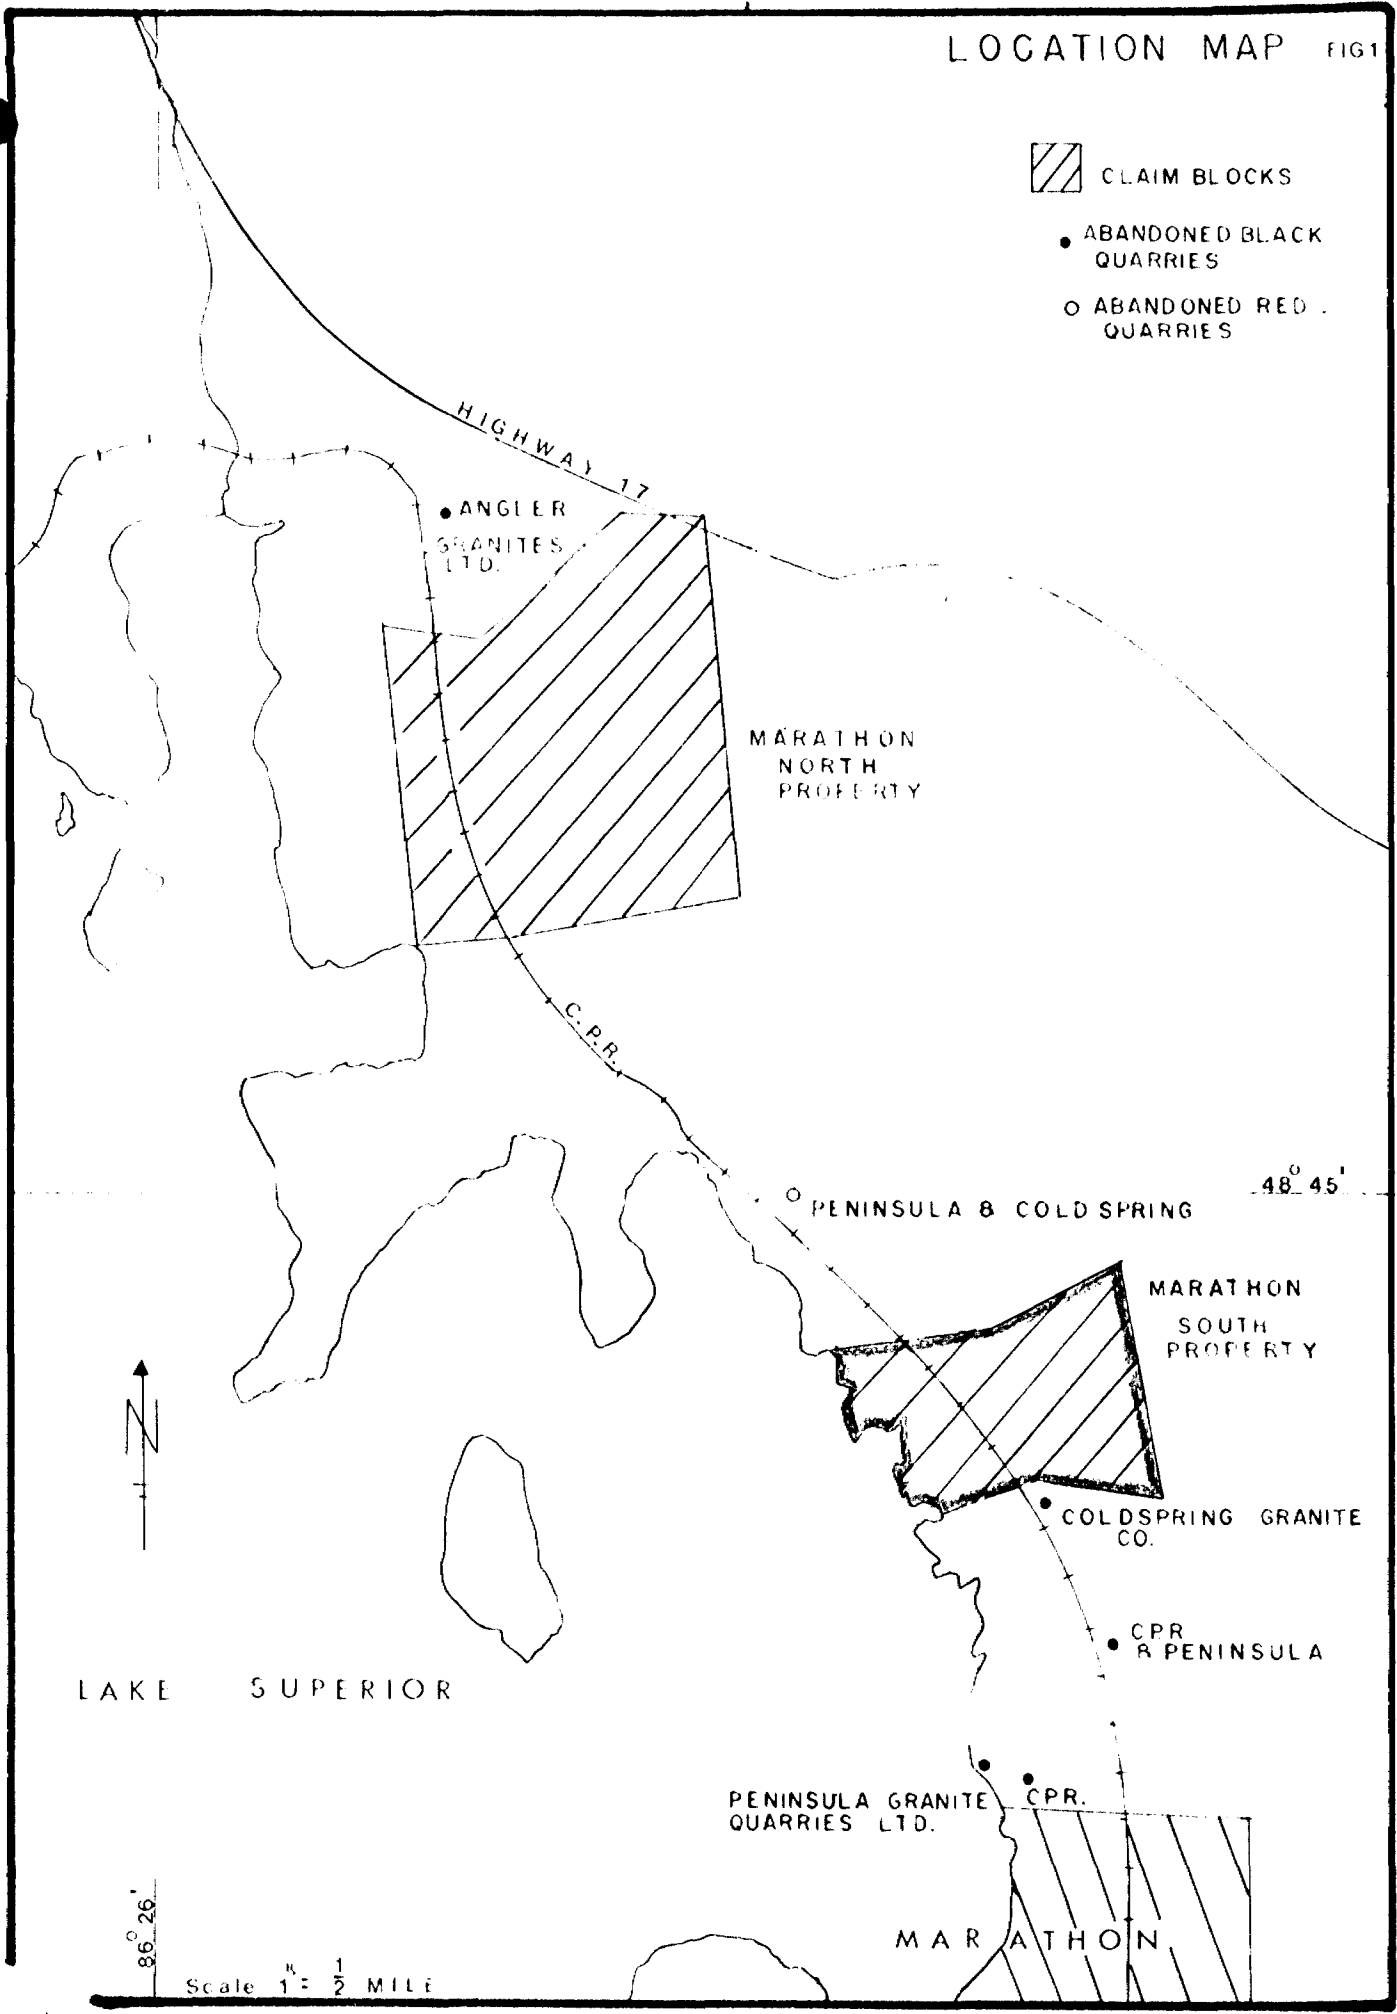 LOCATION MAP FIG 1
CLAIM BLOCKS
ABANDONED BLACK
QUARRIES
ABANDONED RED.
QUARRIES
HIGHWAY 17
ANGLER
GRANITES
LTD.
MARATHON
NORTH
PROPERTY
C.P.R.
48° 45'
PENINSULA & COLD SPRING
MARATHON
SOUTH
PROPERTY
N
COLDSPRING GRANITE
CO.
CPR
& PENINSULA
LAKE SUPERIOR
PENINSULA GRANITE
QUARRIES LTD.
CPR.
MARATHON
86° 26'
Scale 1" = 1/2 MILE